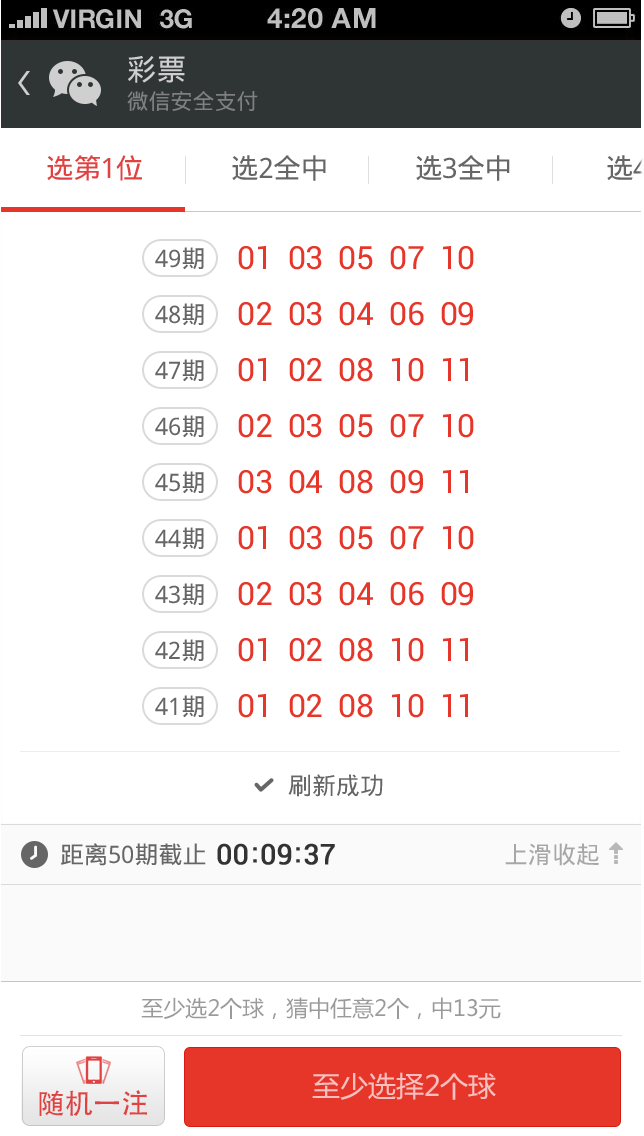 VIRGIN 3G 4:20 AM
彩票
微信安全支付
选第1位 选2全中 选3全中 选4
49期 01 03 05 07 10
48期 02 03 04 06 09
47期 01 02 08 10 11
46期 02 03 05 07 10
45期 03 04 08 09 11
44期 01 03 05 07 10
43期 02 03 04 06 09
42期 01 02 08 10 11
41期 01 02 08 10 11
刷新成功
距离50期截止 00:09:37 上滑收起
至少选2个球，猜中任意2个，中13元
随机一注 至少选择2个球